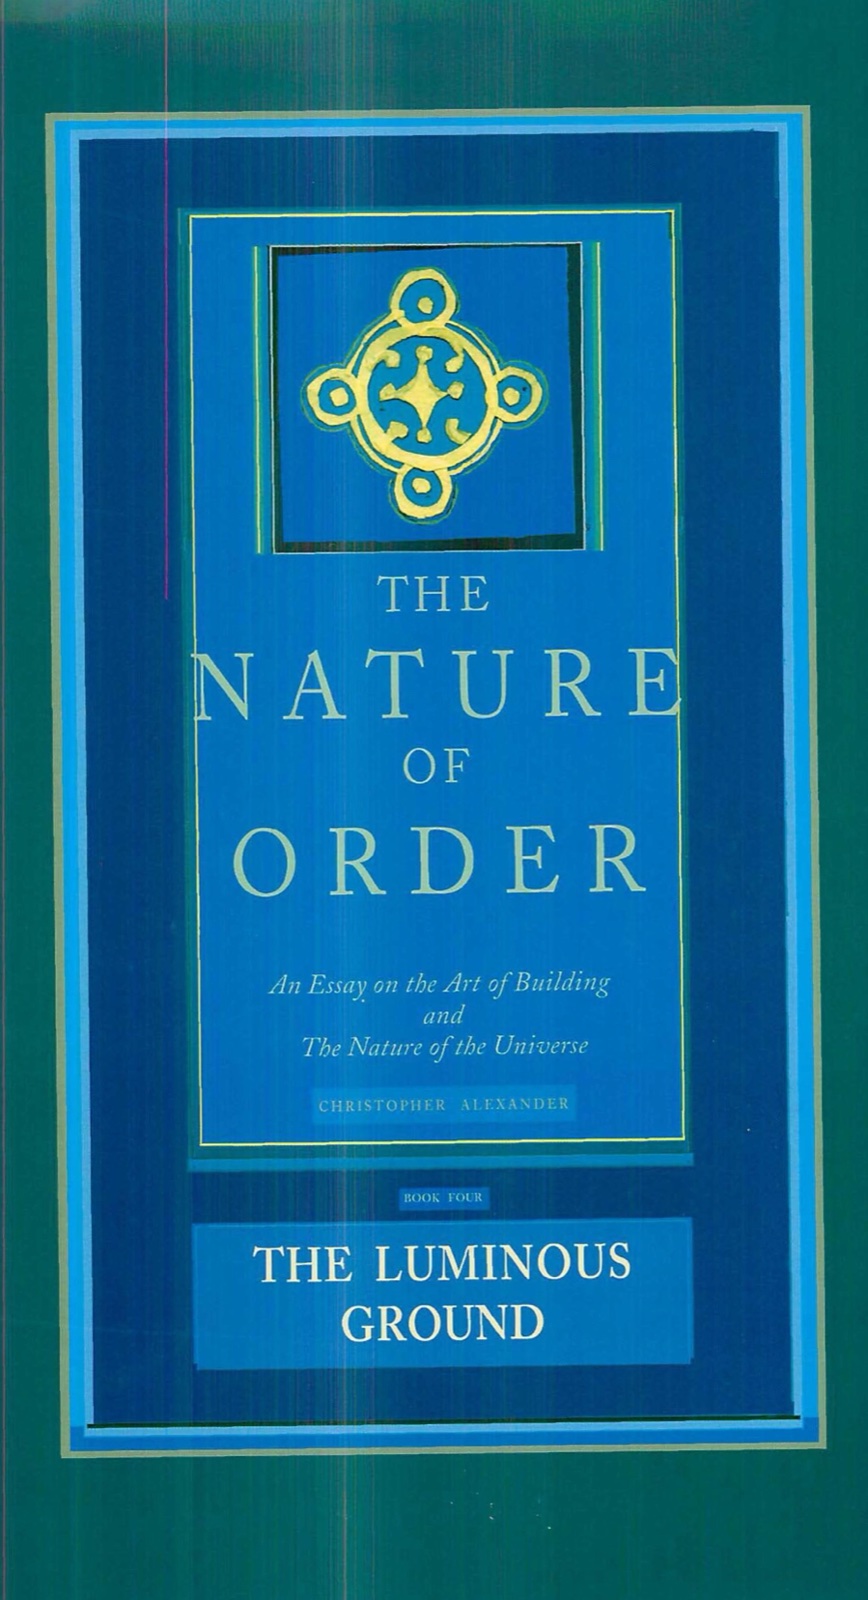 THE
NATURE
OF
ORDER
An Essay on the Art of Building
and
The Nature of the Universe
CHRISTOPHER ALEXANDER
BOOK FOUR
THE LUMINOUS
GROUND